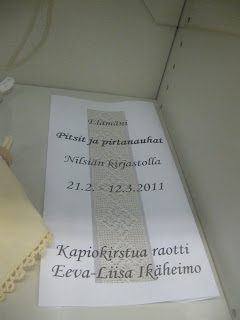 Elämäni
Pitsit ja pirtanauhat
Nilsiän kirjastolla
21.2. - 12.3.2011
Kapiokirstua raotti
Eeva-Liisa Ikäheimo